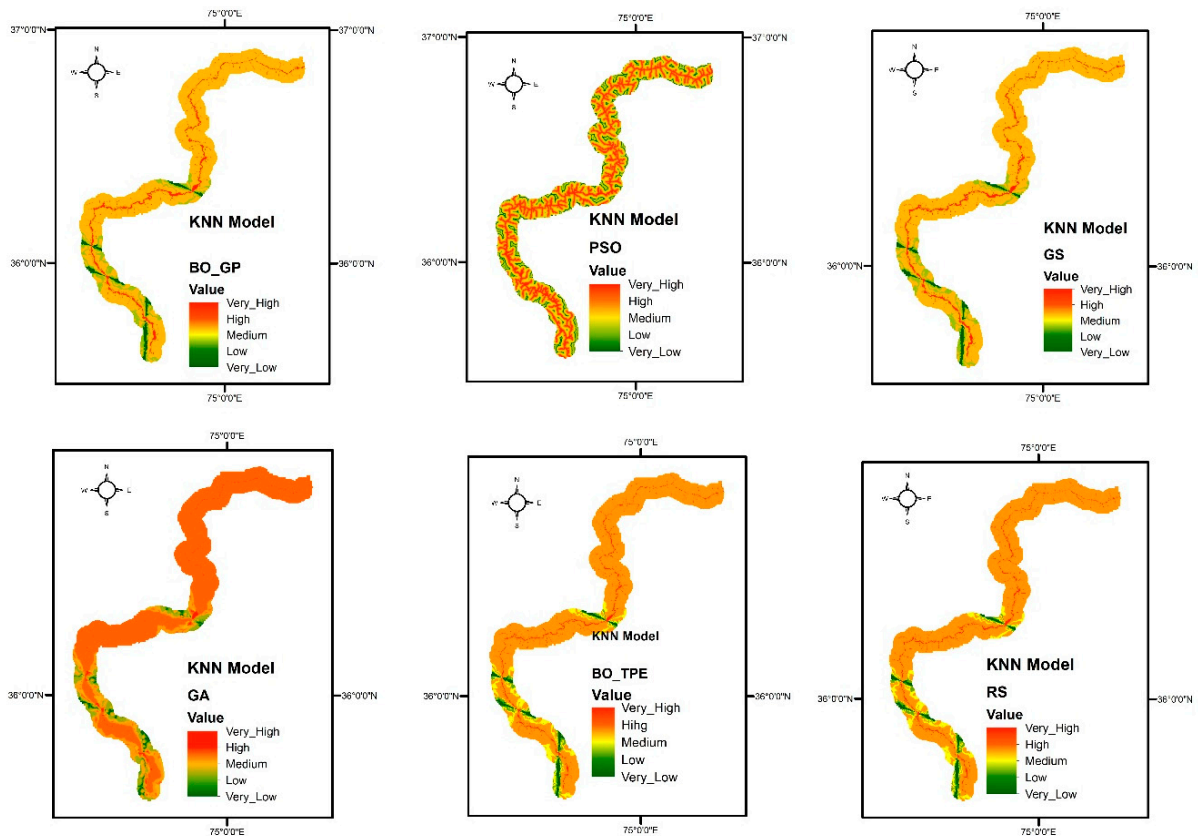 75°0'0"E
37°0'0"N
37°0'0"N
N
W E
S
KNN Model
BO_GP
Value
Very_High
High
Medium
Low
Very_Low
36°0'0"N
36°0'0"N
75°0'0"E
75°0'0"E
37°0'0"N
N
W E
S
KNN Model
PSO
Value
Very_High
High
Medium
Low
Very_Low
36°0'0"N
36°0'0"N
75°0'0"E
75°0'0"E
N
W E
S
KNN Model
GS
Value
Very_High
High
Medium
Low
Very_Low
36°0'0"N
36°0'0"N
75°0'0"E
75°0'0"E
N
W E
S
KNN Model
GA
Value
Very_High
High
Medium
Low
Very_Low
36°0'0"N
36°0'0"N
75°0'0"E
75°0'0"E
N
W E
S
KNN Model
BO_TPE
Value
Very_High
Hihg
Medium
Low
Very_Low
36°0'0"N
36°0'0"N
75°0'0"E
75°0'0"E
N
W E
S
KNN Model
RS
Value
Very_High
High
Medium
Low
Very_Low
36°0'0"N
36°0'0"N
75°0'0"E